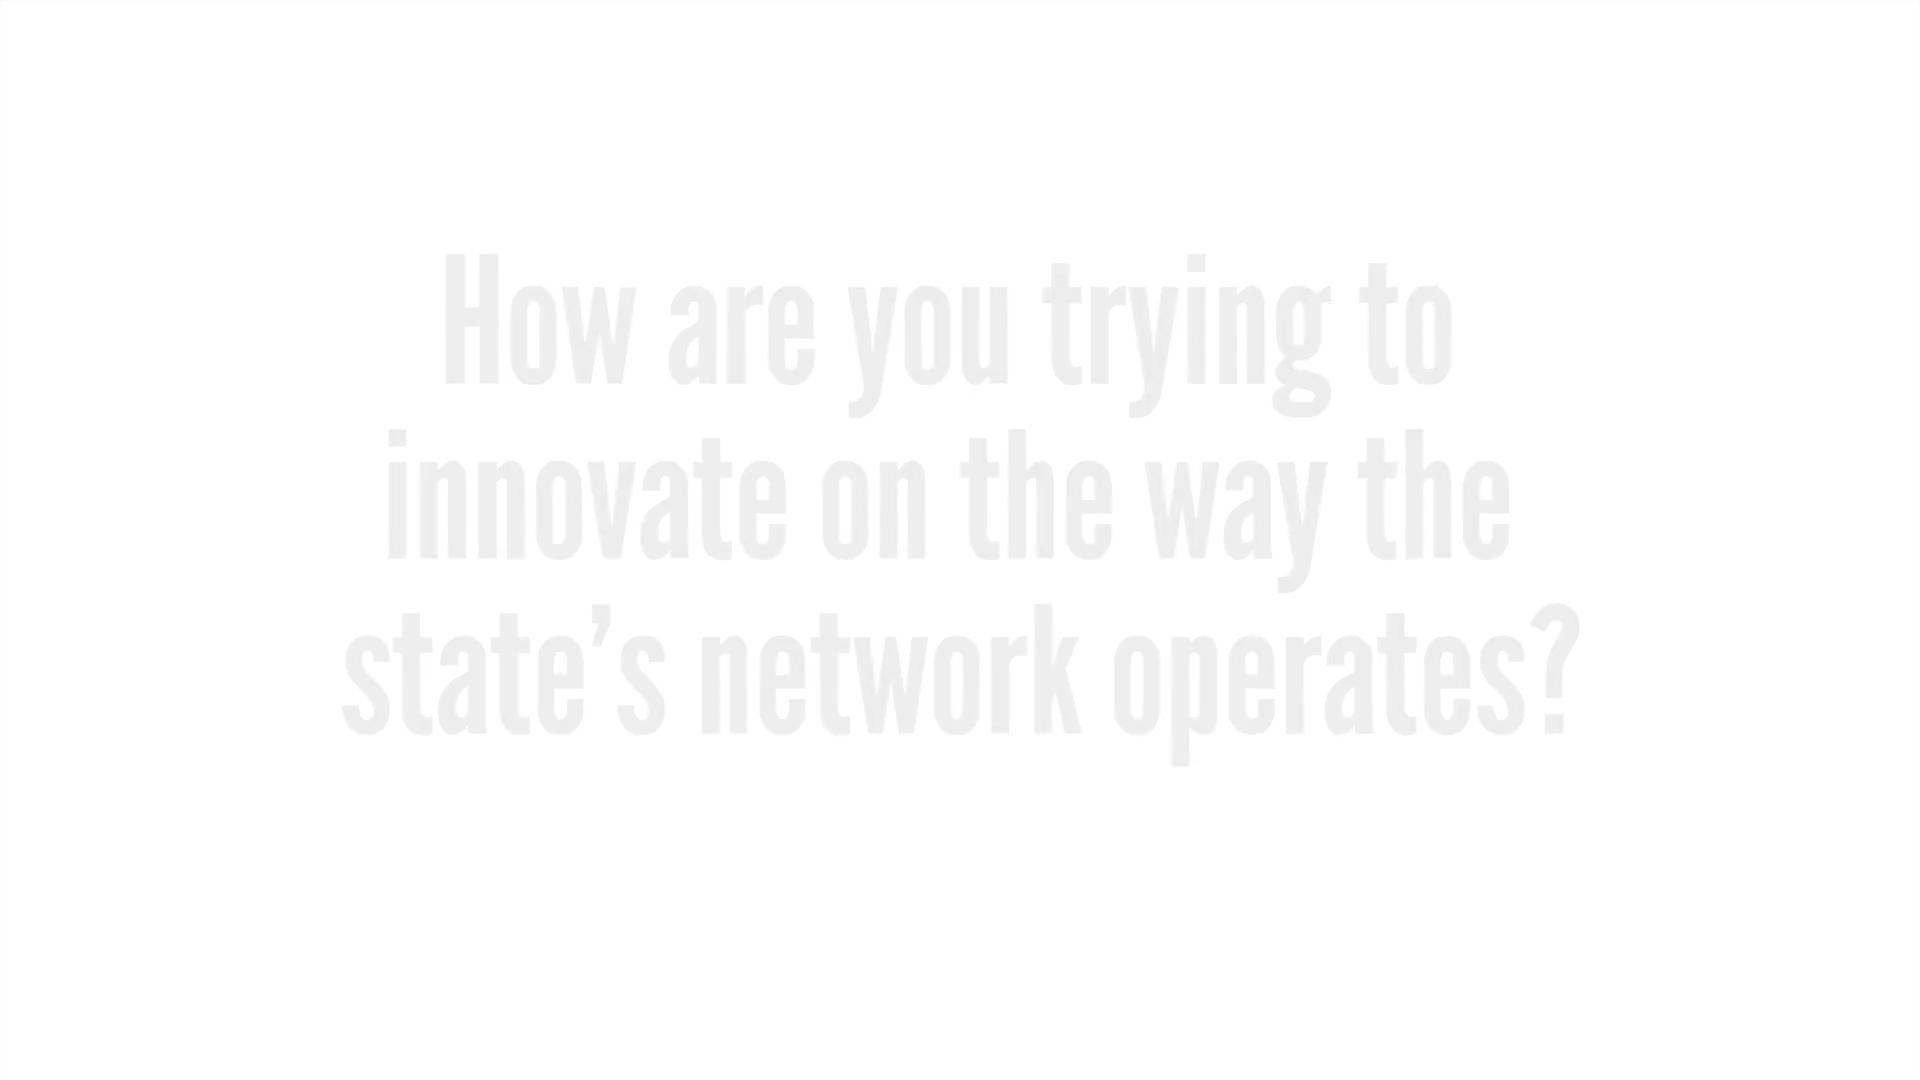 How are you trying to
innovate on the way the
state’s network operates?